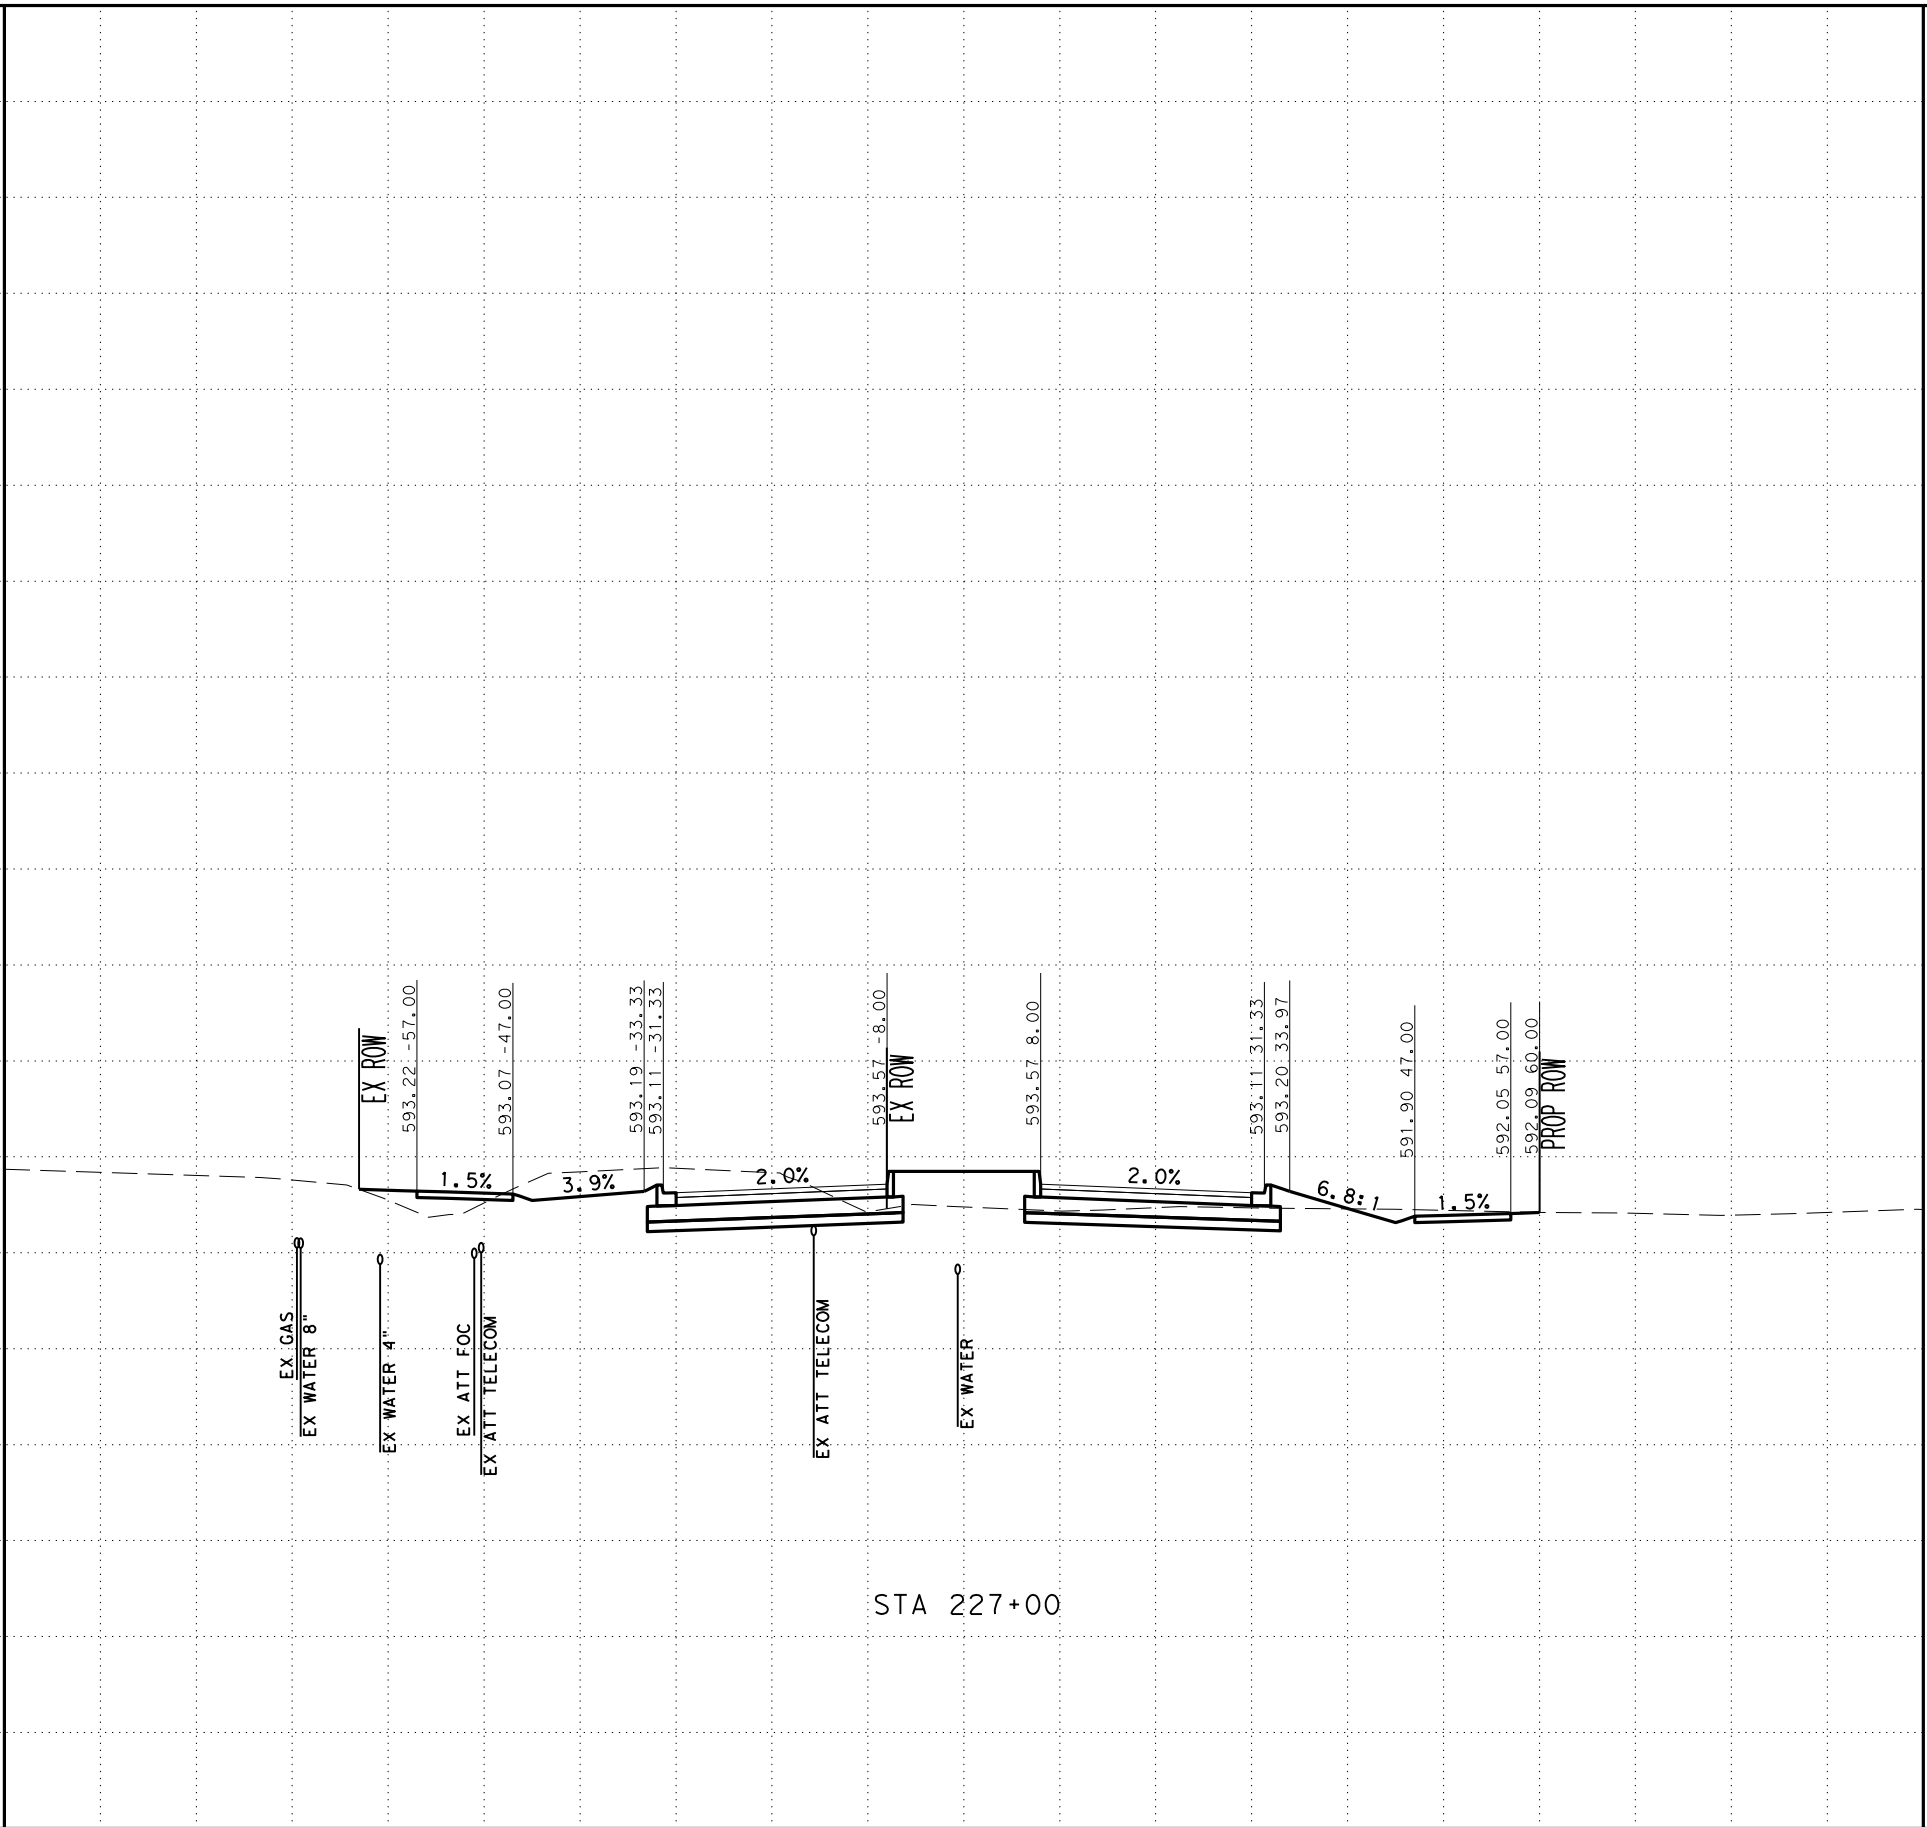 EX ROW
593.22 -57.00
593.07 -47.00
593.19 -33.33
593.11 -31.33
593.57 -8.00
EX ROW
593.57 8.00
593.11 31.33
593.20 33.97
591.90 47.00
592.05 57.00
592.09 60.00
PROP ROW
1.5%
3.9%
2.0%
2.0%
6.8:1
1.5%
EX GAS
EX WATER 8"
EX WATER 4"
EX ATT FOC
EX ATT TELECOM
EX ATT TELECOM
EX WATER
STA 227+00